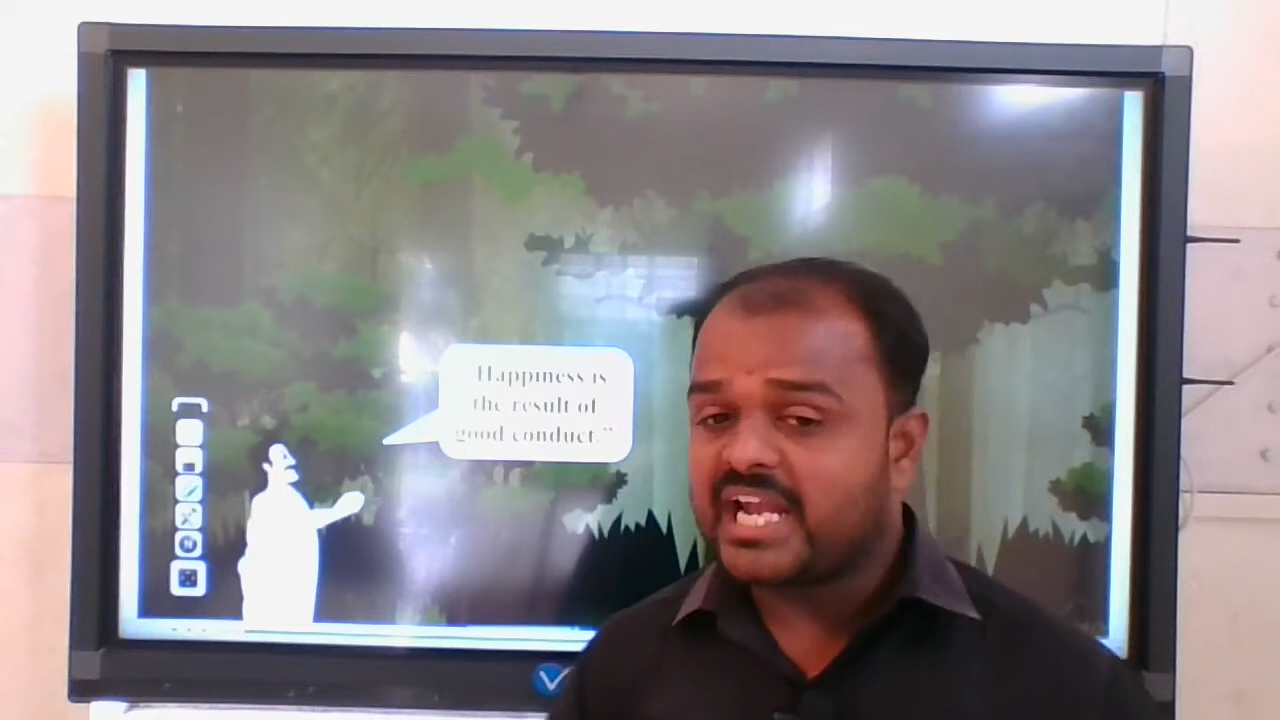 Happiness is
the result of
good conduct."